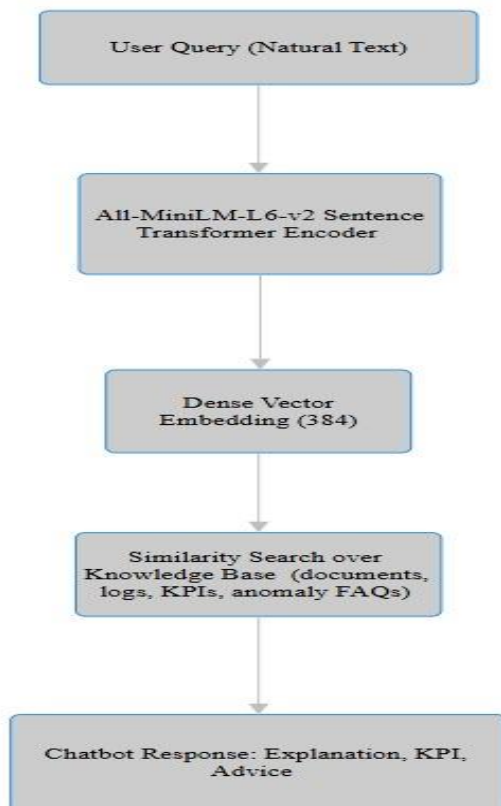 User Query (Natural Text)
All-MiniLM-L6-v2 Sentence
Transformer Encoder
Dense Vector
Embedding (384)
Similarity Search over
Knowledge Base (documents,
logs, KPIs, anomaly FAQs)
Chatbot Response: Explanation, KPI,
Advice